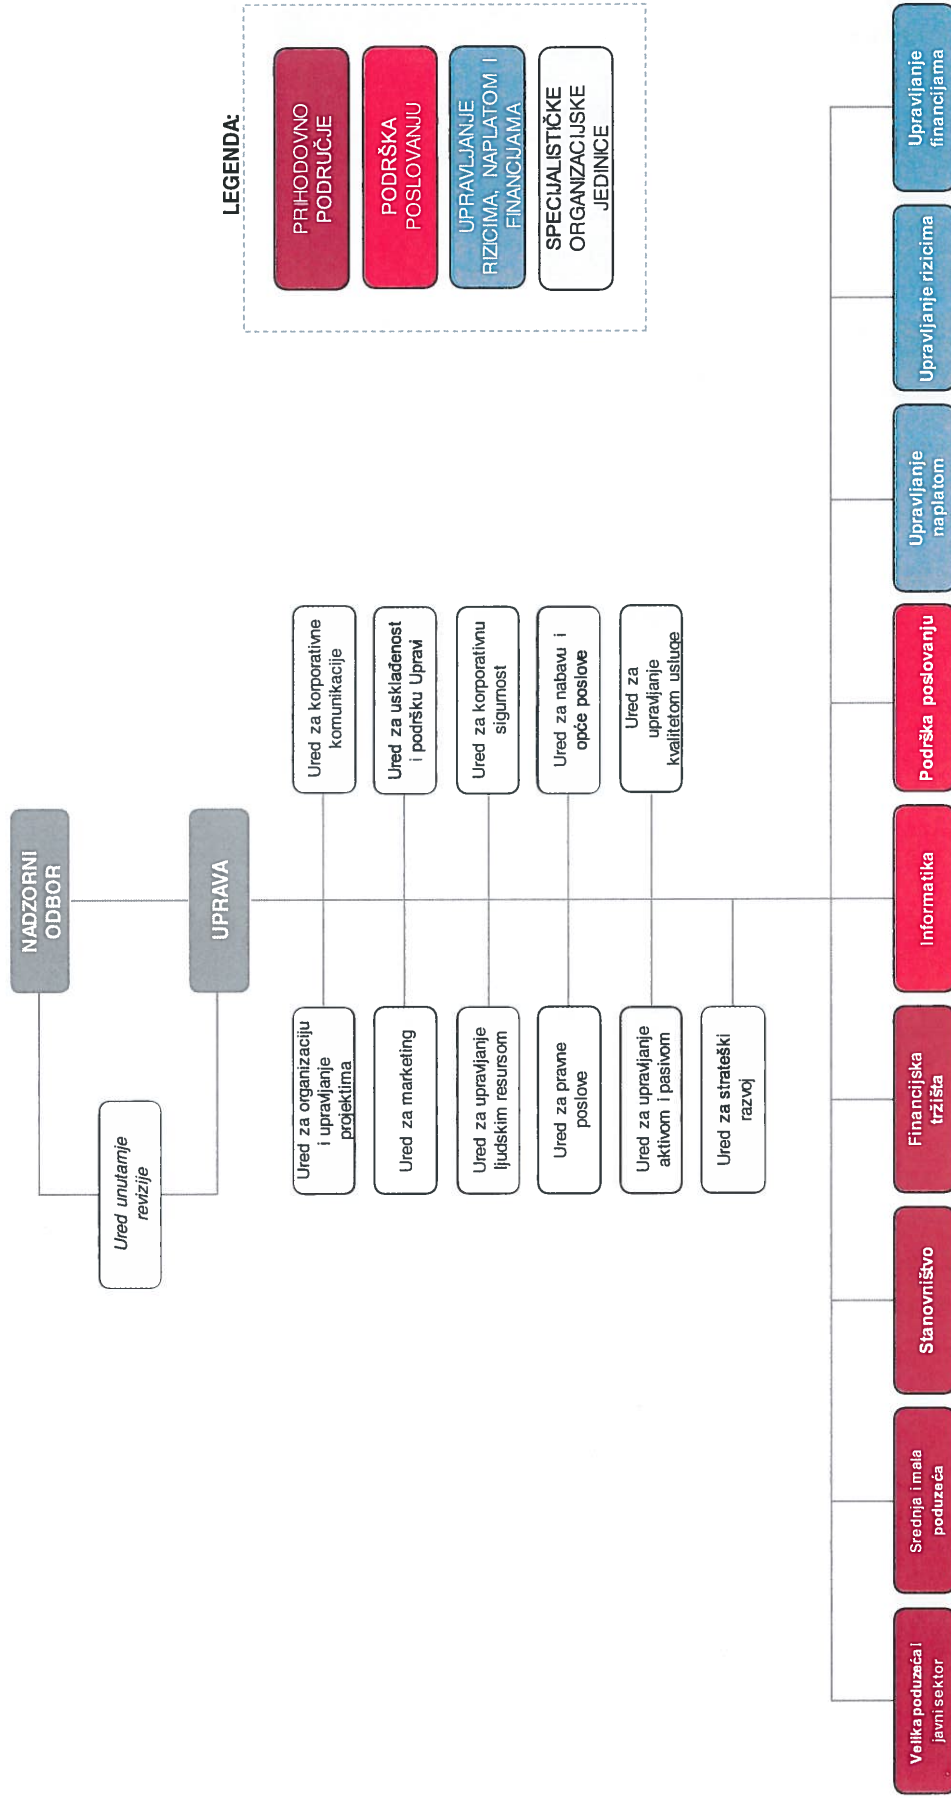 NADZORNI
ODBOR
Ured unutarnje
revizije
UPRAVA
LEGENDA:
PRIHODOVNO
PODRUČJE
PODRŠKA
POSLOVANJU
UPRAVLJANJE
RIZICIMA, NAPLATOM I
FINANCIJAMA
SPECIJALISTIČKE
ORGANIZACIJSKE
JEDINICE
Ured za organizaciju
i upravljanje
projektima
Ured za korporativne
komunikacije
Ured za marketing
Ured za usklađenost
i podršku Upravi
Ured za upravljanje
ljudskim resursom
Ured za korporativnu
sigurnost
Ured za pravne
poslove
Ured za nabavu i
opće poslove
Ured za upravljanje
aktivom i pasivom
Ured za
upravljanje
kvalitetom usluge
Ured za strateški
razvoj
Velika poduzeća i
javni sektor
Srednja i mala
poduzeća
Stanovništvo
Financijska
tržišta
Informatika
Podrška poslovanju
Upravljanje
naplatom
Upravljanje rizicima
Upravljanje
financijama